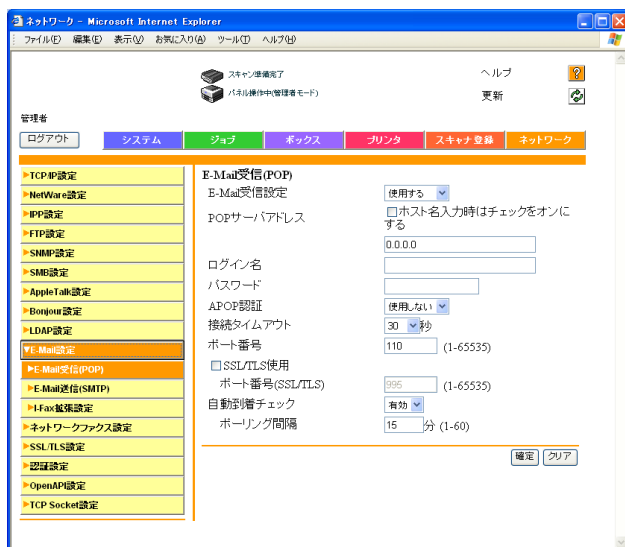 ネットワーク - Microsoft Internet Explorer
ファイル(F) 編集(E) 表示(V) お気に入り(A) ツール(T) ヘルプ(H)
スキャン準備完了
パネル操作中(管理者モード)
ヘルプ ?
更新
管理者
ログアウト システム ジョブ ボックス プリンタ スキャナ登録 ネットワーク
TCP/IP設定
NetWare設定
IPP設定
FTP設定
SNMP設定
SMB設定
AppleTalk設定
Bonjour設定
LDAP設定
E-Mail設定
E-Mail受信(POP)
E-Mail送信(SMTP)
I-Fax拡張設定
ネットワークファクス設定
SSL/TLS設定
認証設定
OpenAPI設定
TCP Socket設定
E-Mail受信(POP)
E-Mail受信設定 使用する
POPサーバアドレス ホスト名入力時はチェックをオンに
する
0.0.0.0
ログイン名
パスワード
APOP認証 使用しない
接続タイムアウト 30 秒
ポート番号 110 (1-65535)
SSL/TLS使用
ポート番号(SSL/TLS) 995 (1-65535)
自動到着チェック 有効
ポーリング間隔 15 分 (1-60)
確定 クリア